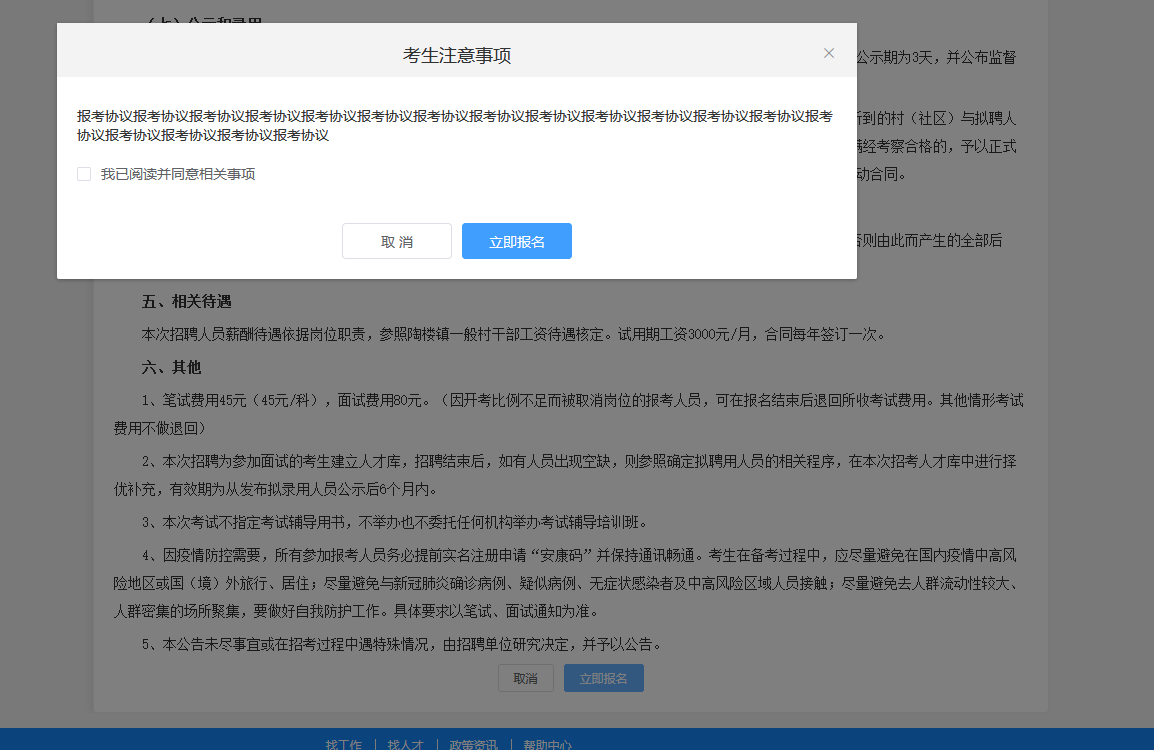 （七）公示和录用
考生注意事项
公示期为3天，并公布监督
报考协议报考协议报考协议报考协议报考协议报考协议报考协议报考协议报考协议报考协议报考协议报考协议报考协议报考
协议报考协议报考协议报考协议报考协议
到的村（社区）与拟聘人
经考察合格的，予以正式
我已阅读并同意相关事项
动合同。
取 消
立即报名
则由此而产生的全部后
五、相关待遇
本次招聘人员薪酬待遇依据岗位职责，参照陶楼镇一般村干部工资待遇核定。试用期工资3000元/月，合同每年签订一次。
六、其他
1、笔试费用45元（45元/科），面试费用80元。（因开考比例不足而被取消岗位的报考人员，可在报名结束后退回所收考试费用。其他情形考试
费用不做退回）
2、本次招聘为参加面试的考生建立人才库，招聘结束后，如有人员出现空缺，则参照确定拟聘用人员的相关程序，在本次招考人才库中进行择
优补充，有效期为从发布拟录用人员公示后6个月内。
3、本次考试不指定考试辅导用书，不举办也不委托任何机构举办考试辅导培训班。
4、因疫情防控需要，所有参加报考人员务必提前实名注册申请“安康码”并保持通讯畅通。考生在备考过程中，应尽量避免在国内疫情中高风
险地区或国（境）外旅行、居住；尽量避免与新冠肺炎确诊病例、疑似病例、无症状感染者及中高风险区域人员接触；尽量避免去人群流动性较大、
人群密集的场所聚集，要做好自我防护工作。具体要求以笔试、面试通知为准。
5、本公告未尽事宜或在招考过程中遇特殊情况，由招聘单位研究决定，并予以公告。
取消
立即报名
找工作 | 找人才 | 政策资讯 | 帮助中心